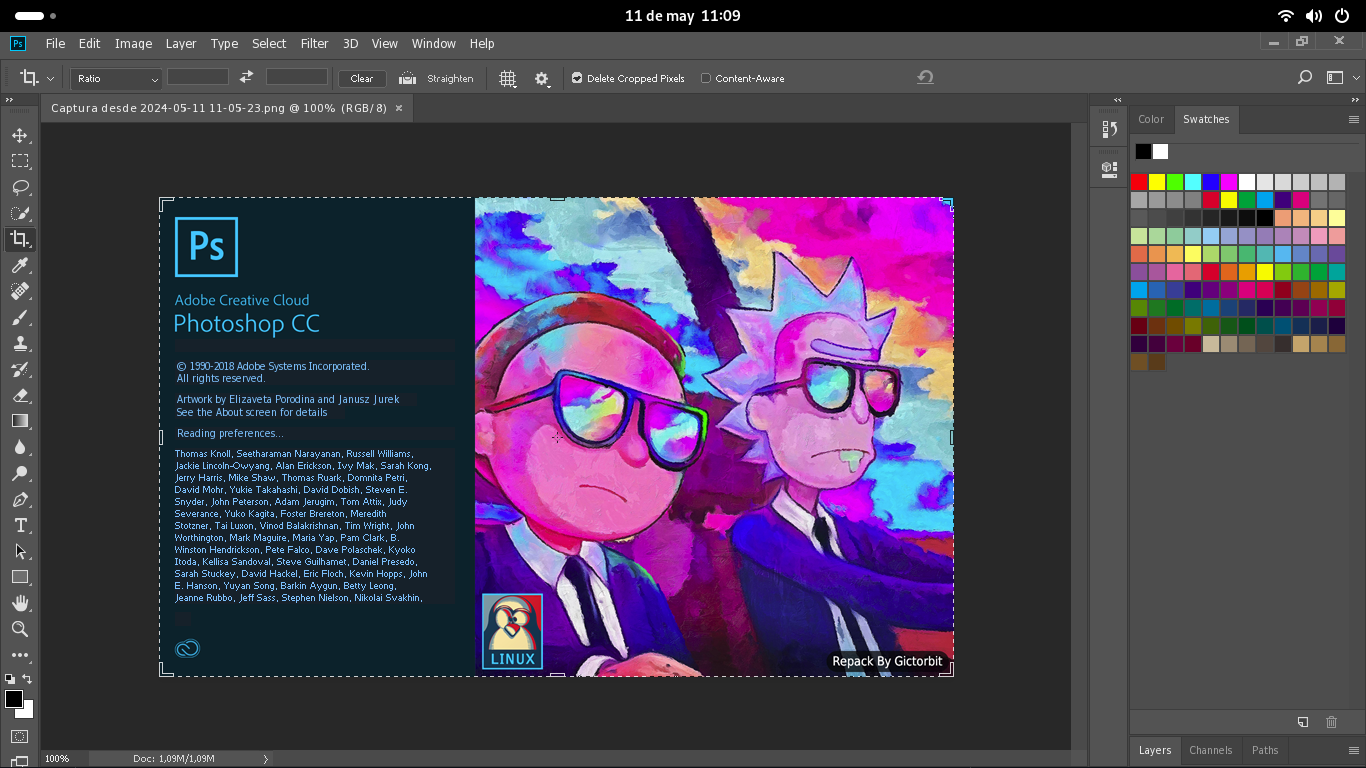 11 de may 11:09
Ps File Edit Image Layer Type Select Filter 3D View Window Help
Ratio Clear Straighten Delete Cropped Pixels Content-Aware
Captura desde 2024-05-11 11-05-23.png @ 100% (RGB/8) ×
Color Swatches
Ps
Adobe Creative Cloud
Photoshop CC
© 1990-2018 Adobe Systems Incorporated.
All rights reserved.
Artwork by Elizaveta Porodina and Janusz Jurek
See the About screen for details
Reading preferences...
Thomas Knoll, Seetharaman Narayanan, Russell Williams,
Jackie Lincoln-Owyang, Alan Erickson, Ivy Mak, Sarah Kong,
Jerry Harris, Mike Shaw, Thomas Ruark, Domnita Petri,
David Mohr, Yukie Takahashi, David Dobish, Steven E.
Snyder, John Peterson, Adam Jerugim, Tom Attix, Judy
Severance, Yuko Kagita, Foster Brereton, Meredith
Stotzner, Tai Luxon, Vinod Balakrishnan, Tim Wright, John
Worthington, Mark Maguire, Maria Yap, Pam Clark, B.
Winston Hendrickson, Pete Falco, Dave Polaschek, Kyoko
Itoda, Kellisa Sandoval, Steve Guilhamet, Daniel Presedo,
Sarah Stuckey, David Hackel, Eric Floch, Kevin Hopps, John
E. Hanson, Yuyan Song, Barkin Aygun, Betty Leong,
Jeanne Rubbo, Jeff Sass, Stephen Nielson, Nikolai Svakhin,
LINUX
Repack By Gictorbit
100% Doc: 1,09M/1,09M
Layers Channels Paths